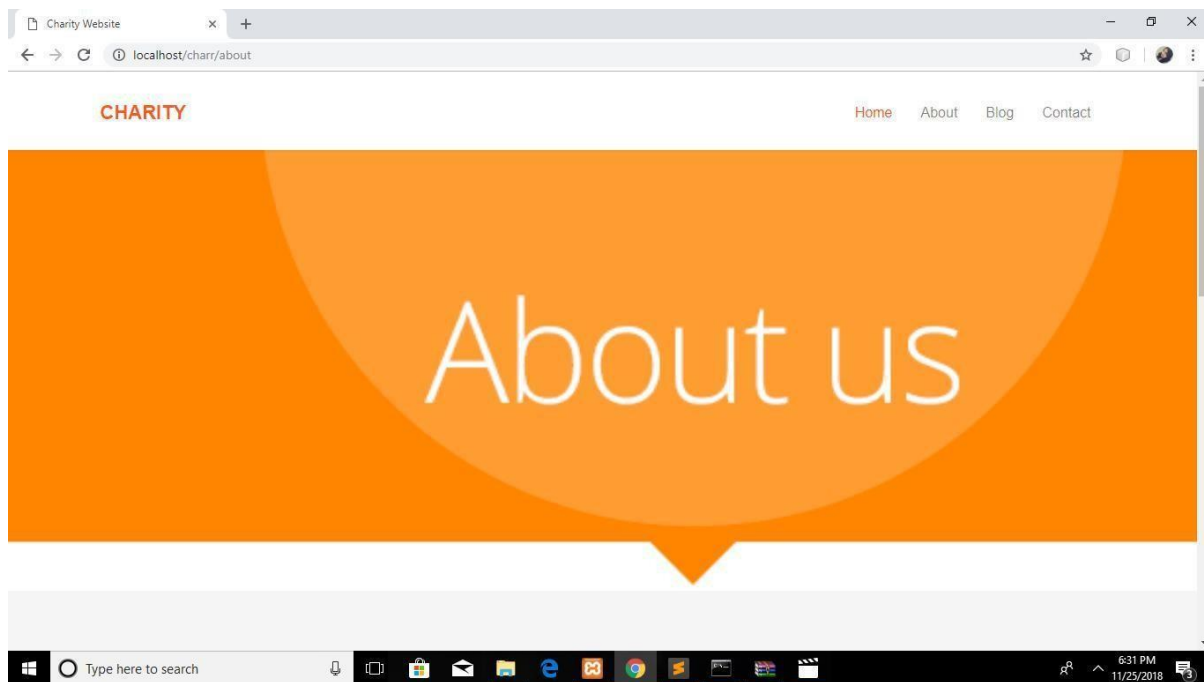 Charity Website
localhost/charr/about
CHARITY
Home About Blog Contact
About us
Type here to search
6:31 PM
11/25/2018
3